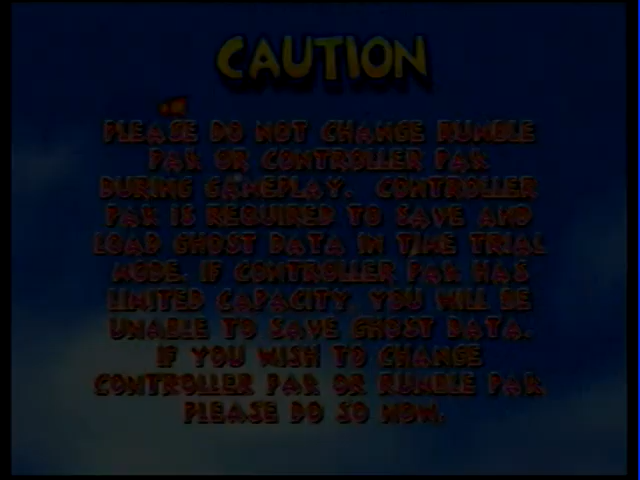 CAUTION
PLEASE DO NOT CHANGE RUMBLE
PAK OR CONTROLLER PAK
DURING GAMEPLAY. CONTROLLER
PAK IS REQUIRED TO SAVE AND
LOAD GHOST DATA IN TIME TRIAL
MODE. IF CONTROLLER PAK HAS
LIMITED CAPACITY, YOU WILL BE
UNABLE TO SAVE GHOST DATA.
IF YOU WISH TO CHANGE
CONTROLLER PAK OR RUMBLE PAK,
PLEASE DO SO NOW.